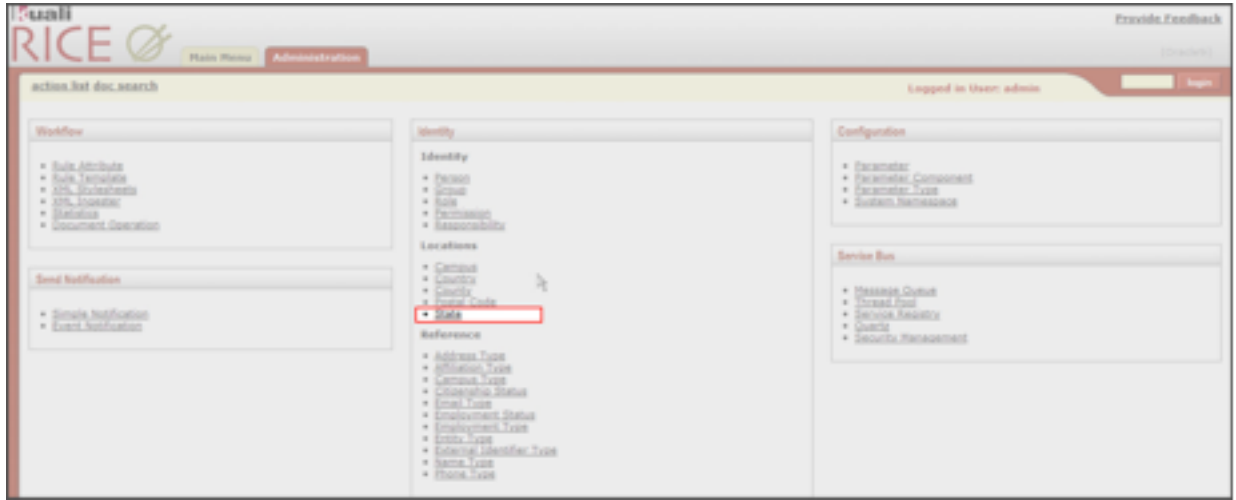 Kuali
RICE
Main Menu
Administration
Provide Feedback
action list doc search
Logged in User: admin
login
Workflow
Rule Attribute
Rule Template
XML Stylesheets
XML Ingester
Statistics
Document Operation
Send Notification
Simple Notification
Event Notification
Identity
Identity
Person
Group
Role
Permission
Responsibility
Locations
Campus
Country
County
Postal Code
State
Reference
Address Type
Affiliation Type
Campus Type
Citizenship Status
Email Type
Employment Status
Employment Type
Entity Type
External Identifier Type
Name Type
Phone Type
Configuration
Parameter
Parameter Component
Parameter Type
System Namespace
Service Bus
Message Queue
Thread Pool
Service Registry
Quartz
Security Management